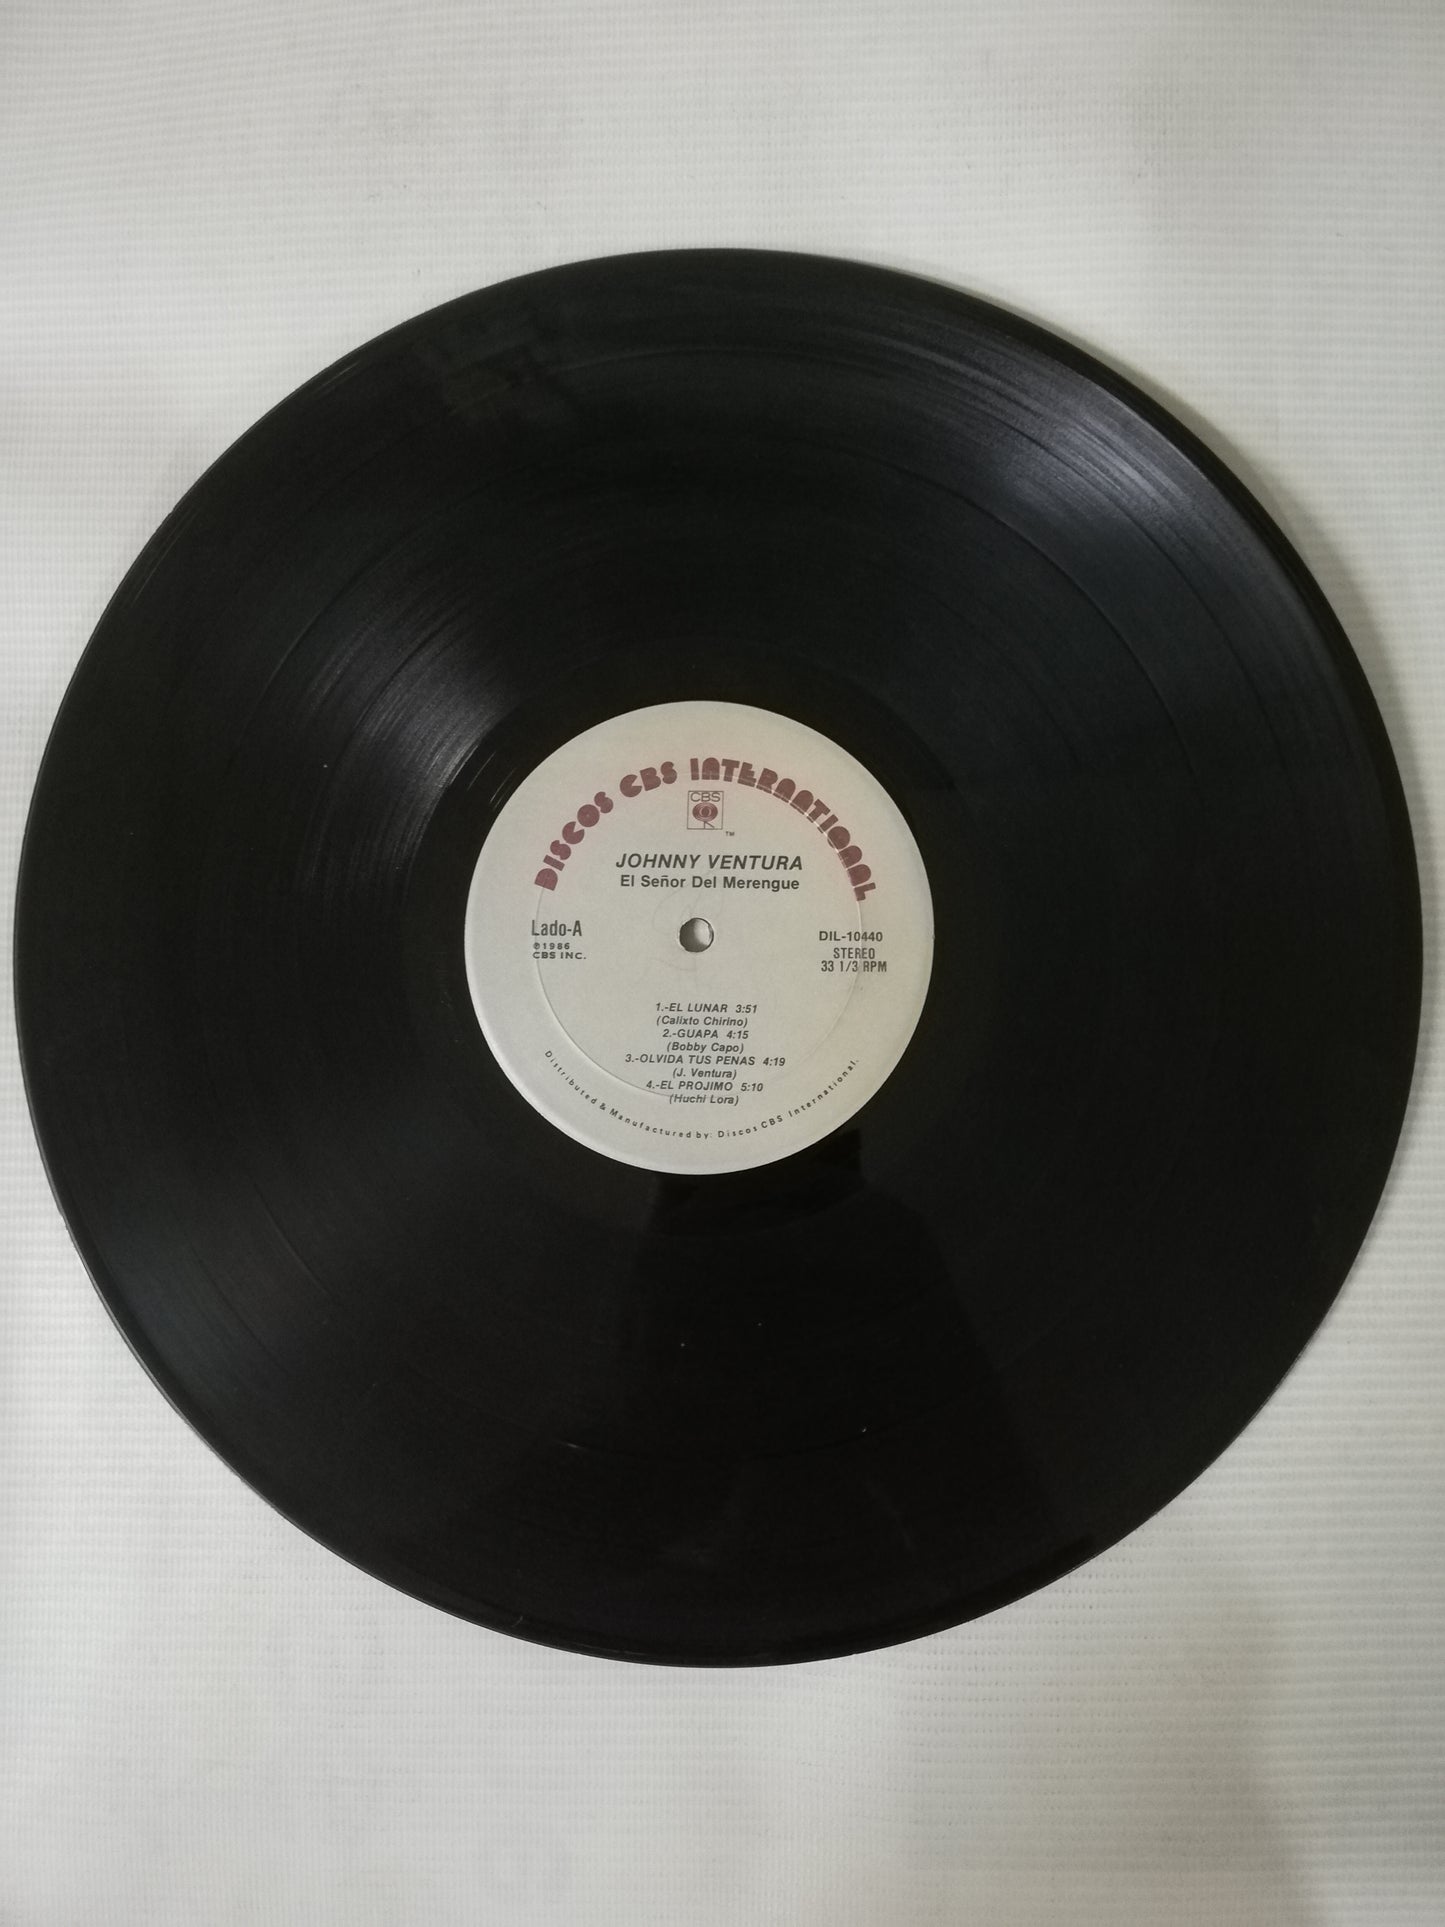 DISCOS CBS INTERNATIONAL
CBS
TM
JOHNNY VENTURA
El Señor Del Merengue
Lado-A
℗1986
CBS INC.
DIL-10440
STEREO
33 1/3 RPM
1.-EL LUNAR 3:51
(Calixto Chirino)
2.-GUAPA 4:15
(Bobby Capo)
3.-OLVIDA TUS PENAS 4:19
(J. Ventura)
4.-EL PROJIMO 5:10
(Huchi Lora)
Distributed & Manufactured by: Discos CBS International.